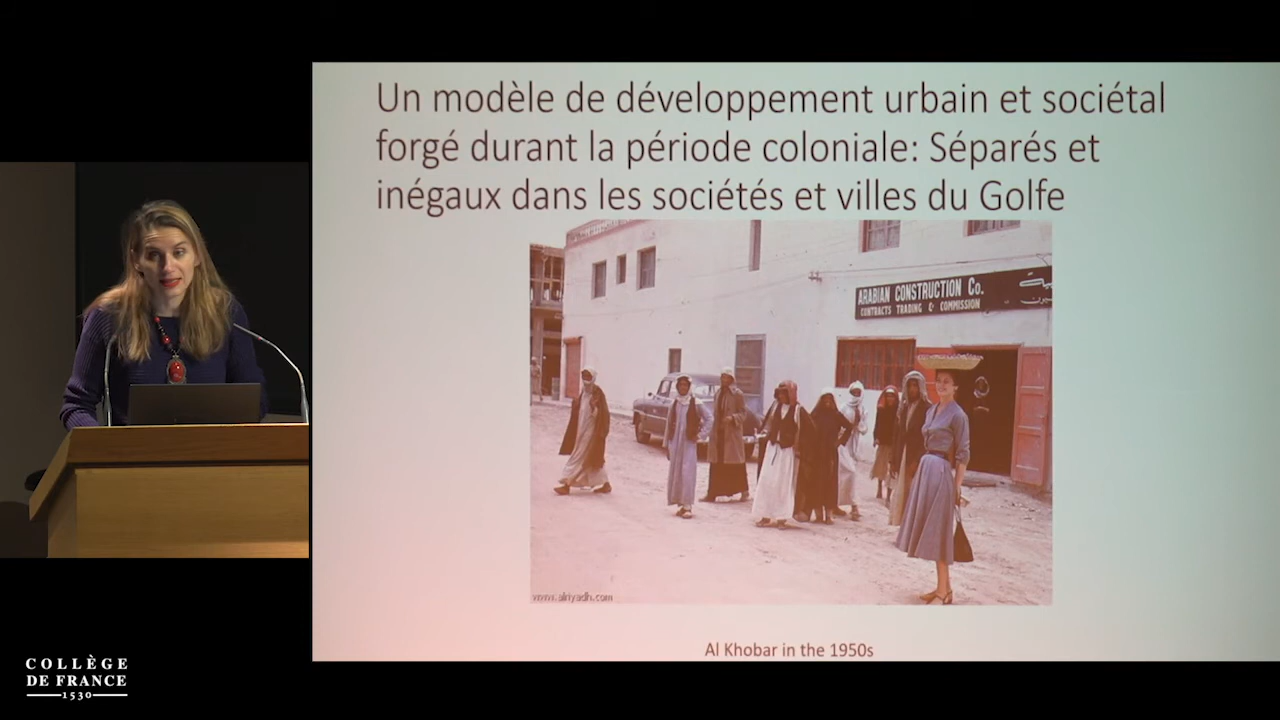 Un modèle de développement urbain et sociétal
forgé durant la période coloniale: Séparés et
inégaux dans les sociétés et villes du Golfe
ARABIAN CONSTRUCTION Co.
CONTRACTS TRADING & COMMISSION
www.alriyadh.com
Al Khobar in the 1950s
COLLÈGE
DE FRANCE
1530